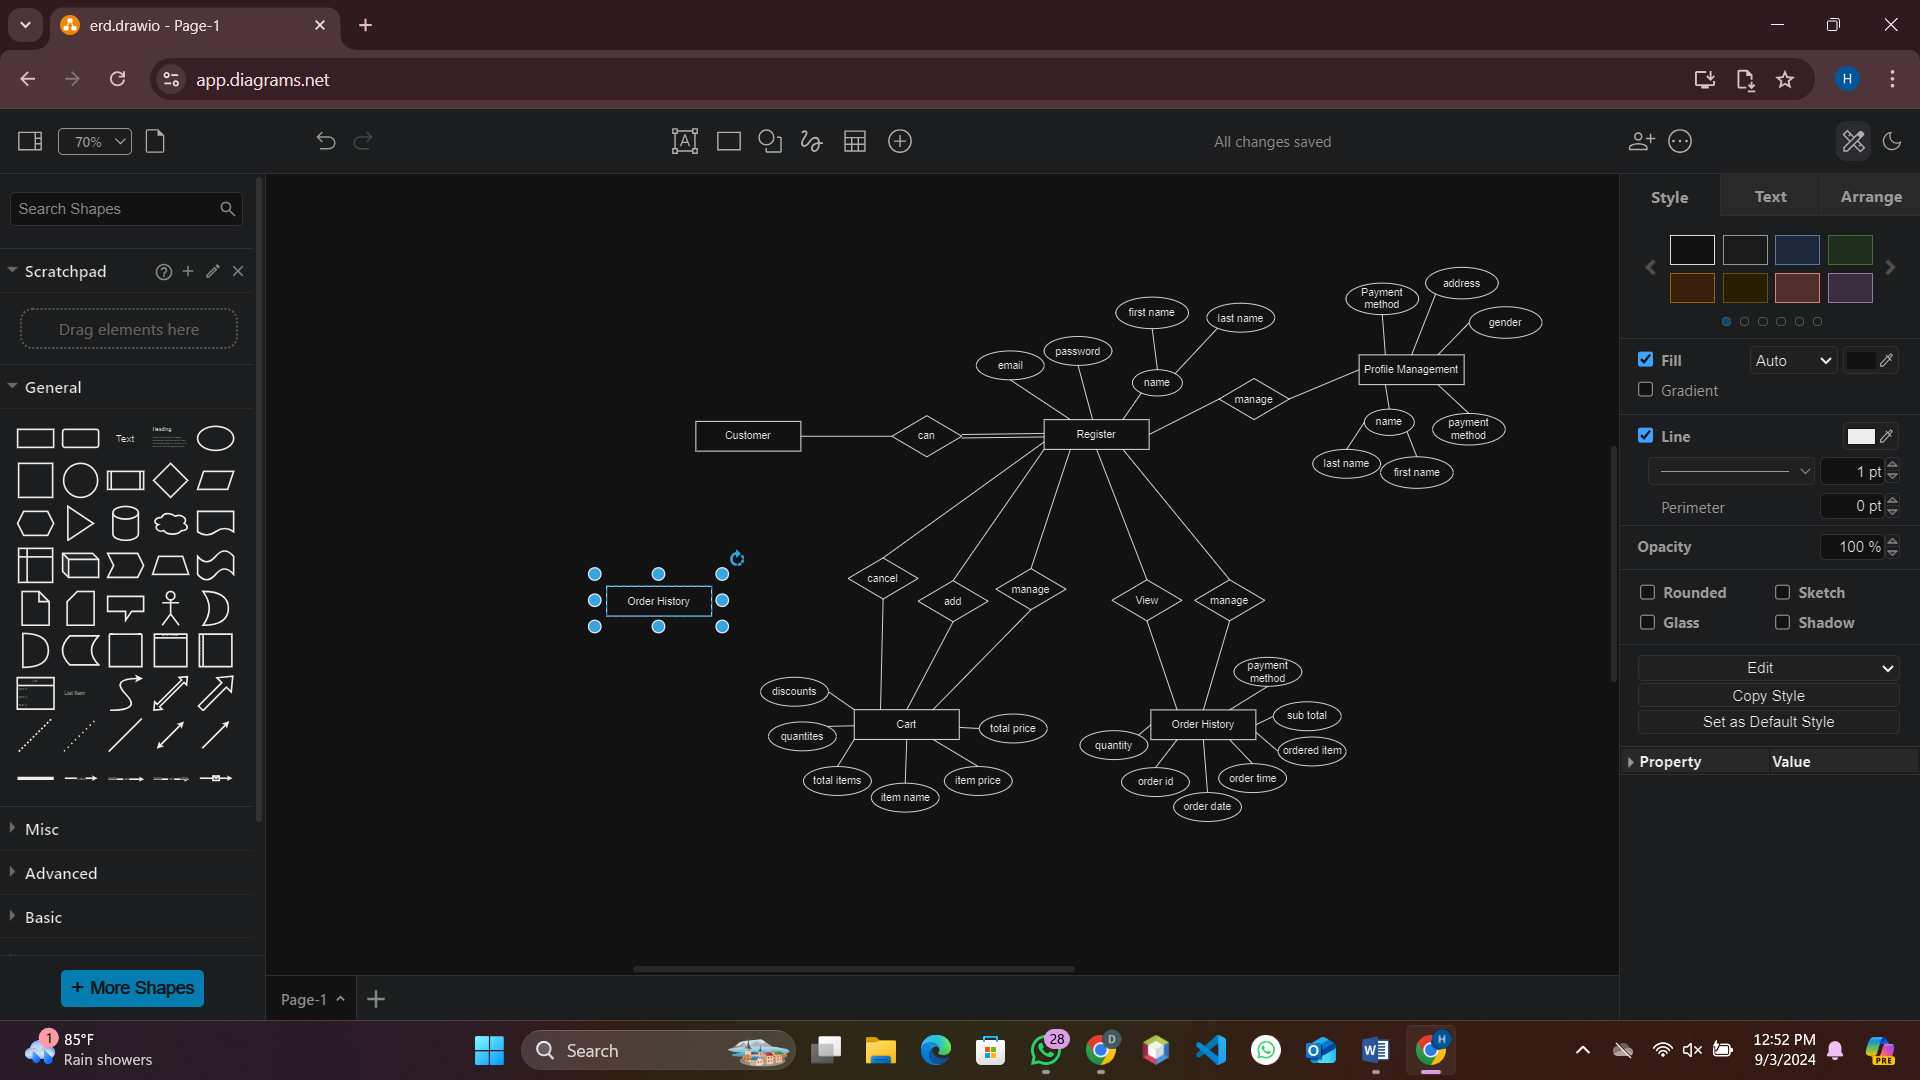 erd.drawio - Page-1
app.diagrams.net
H
70%
All changes saved
Search Shapes
Scratchpad
Drag elements here
General
Text
Heading
List Item
Misc
Advanced
Basic
+ More Shapes
Payment
method
address
gender
first name
last name
password
email
name
manage
Profile Management
name
payment
method
last name
first name
Customer
can
Register
cancel
add
manage
View
manage
Order History
discounts
quantites
Cart
total price
total items
item name
item price
payment
method
sub total
Order History
quantity
ordered item
order id
order time
order date
Style
Text
Arrange
Fill
Auto
Gradient
Line
1 pt
Perimeter
0 pt
Opacity
100 %
Rounded
Sketch
Glass
Shadow
Edit
Copy Style
Set as Default Style
Property
Value
Page-1
1
85°F
Rain showers
Search
28
D
H
12:52 PM
9/3/2024
PRE